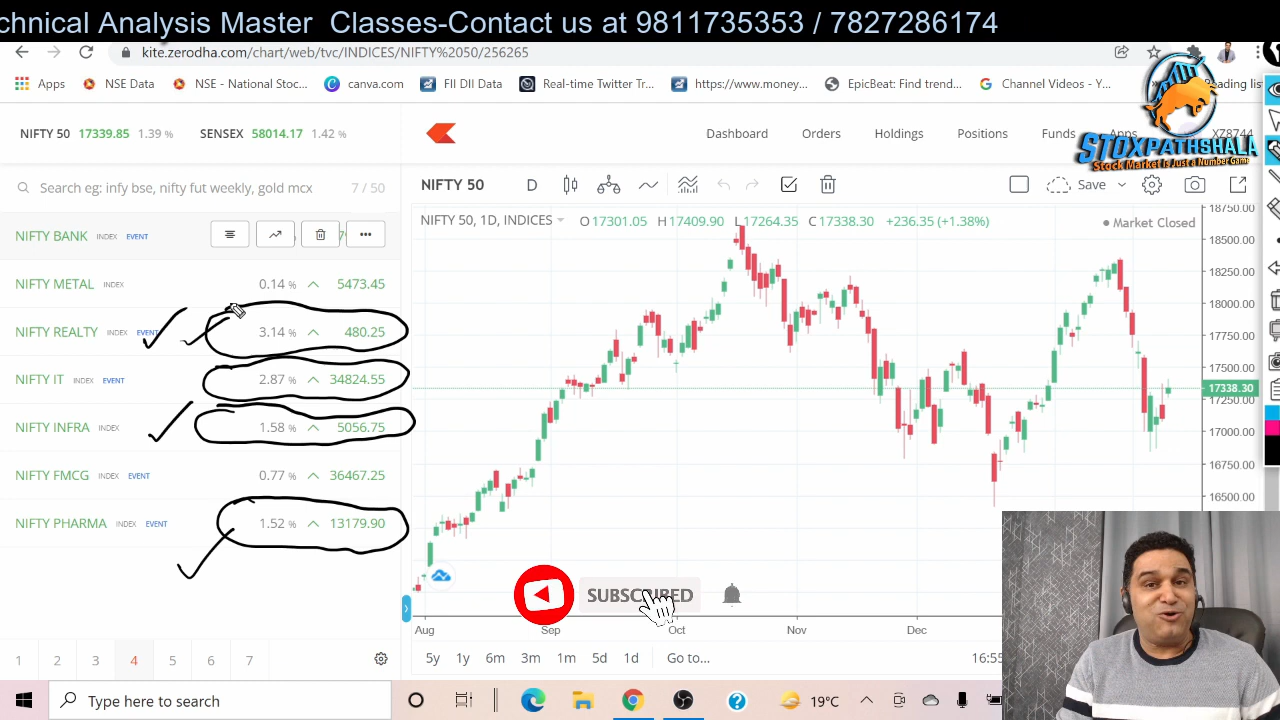 chnical Analysis Master Classes-Contact us at 9811735353 / 7827286174
kite.zerodha.com/chart/web/tvc/INDICES/NIFTY%2050/256265
Apps NSE Data NSE - National Stoc... canva.com FII DI Data Real-time Twitter Tr... https://www.money... EpicBeat: Find trend... Channel Videos - Y... Reading list
NIFTY 50 17339.85 1.39 % SENSEX 58014.17 1.42 %
Dashboard Orders Holdings Positions Funds Apps XZ8744
STOXPATHSHALA
Stock Market is Just a Number Game
Search eg: infy bse, nifty fut weekly, gold mcx 7 / 50
NIFTY 50 D Save
NIFTY 50, 1D, INDICES O17301.05 H17409.90 L17264.35 C17338.30 +236.35 (+1.38%) Market Closed
NIFTY BANK INDEX EVENT
NIFTY METAL INDEX 0.14 % 5473.45
NIFTY REALTY INDEX EVENT 3.14 % 480.25
NIFTY IT INDEX EVENT 2.87 % 34824.55
NIFTY INFRA INDEX 1.58 % 5056.75
NIFTY FMCG INDEX EVENT 0.77 % 36467.25
NIFTY PHARMA INDEX EVENT 1.52 % 13179.90
18750.00
18500.00
18250.00
18000.00
17750.00
17500.00
17338.30
17250.00
17000.00
16750.00
16500.00
SUBSCRIBED
Aug Sep Oct Nov Dec
1 2 3 4 5 6 7
5y 1y 6m 3m 1m 5d 1d Go to... 16:55
Type here to search 19°C